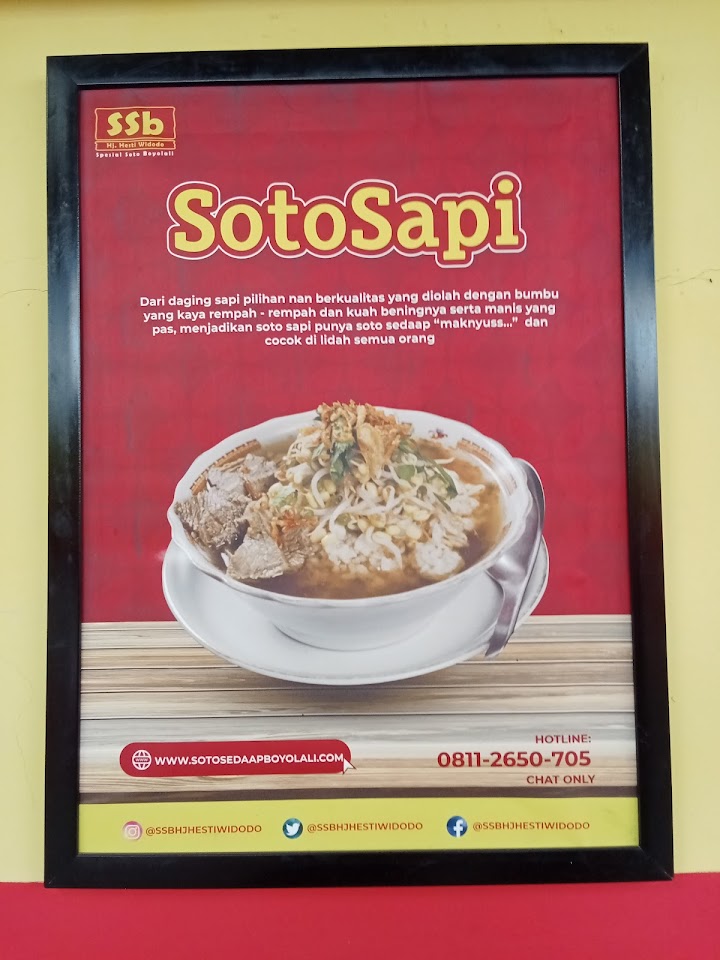 SSb
Hj. Hesti Widodo
Spesial Soto Boyolali
SotoSapi
Dari daging sapi pilihan nan berkualitas yang diolah dengan bumbu
yang kaya rempah - rempah dan kuah beningnya serta manis yang
pas, menjadikan soto sapi punya soto sedaap "maknyuss..." dan
cocok di lidah semua orang
HOTLINE:
WWW.SOTOSEDAAPBOYOLALI.COM
0811-2650-705
CHAT ONLY
@SSBHJHESTIWIDODO
@SSBHJHESTIWIDODO
@SSBHJHESTIWIDODO